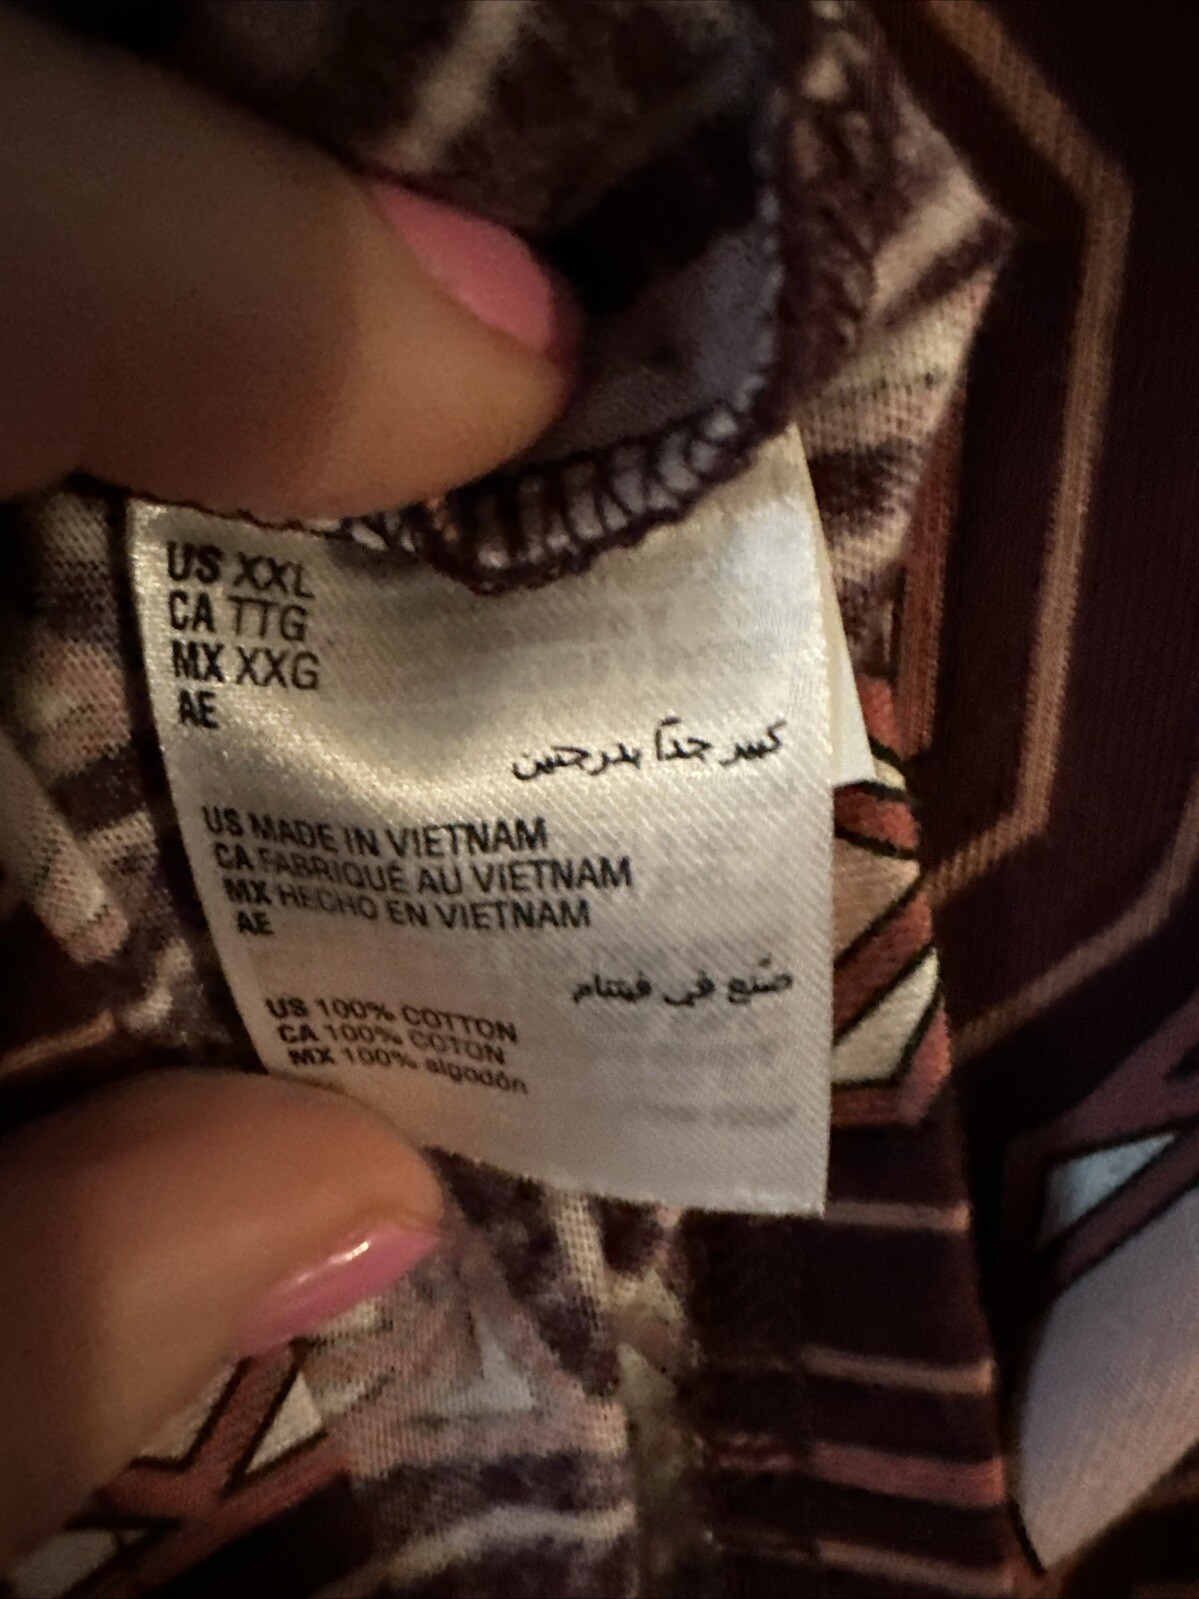 US XXL
CA TTG
MX XXG
AE
كبير جدًا بدرجتين
US MADE IN VIETNAM
CA FABRIQUÉ AU VIETNAM
MX HECHO EN VIETNAM
AE
صُنع في فيتنام
US 100% COTTON
CA 100% COTON
MX 100% algodón